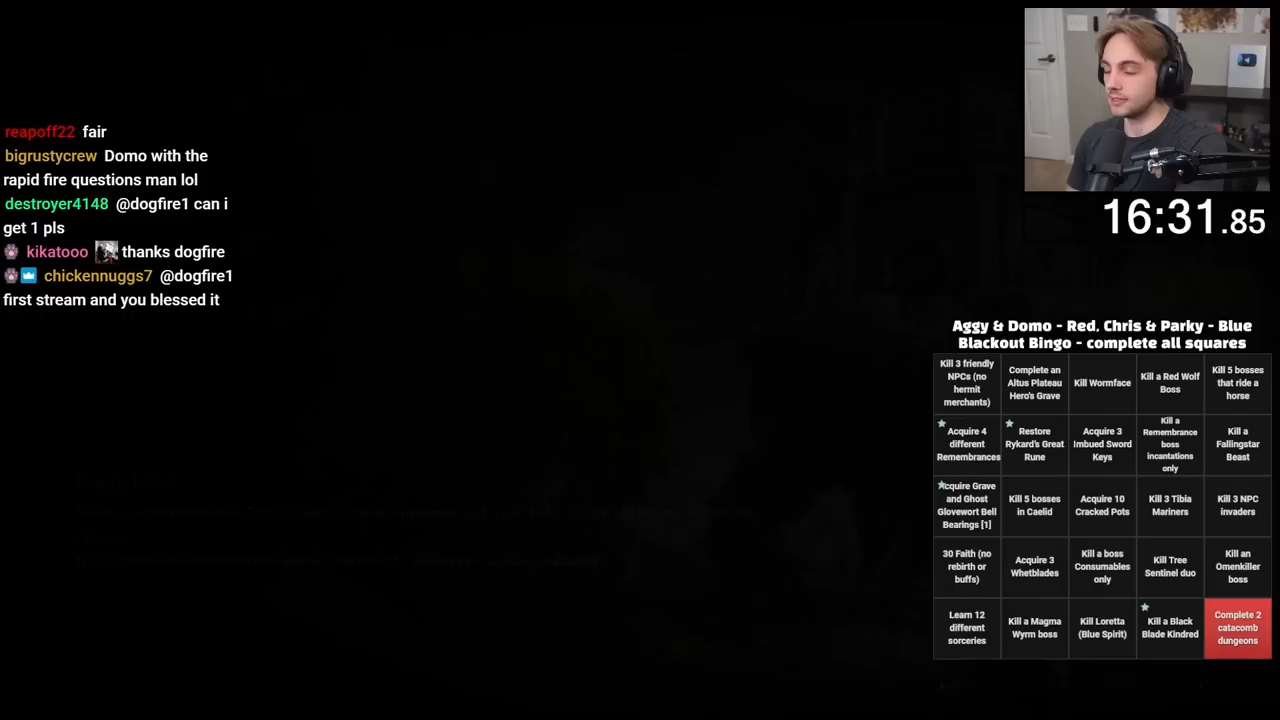 reapoff22 fair
bigrustycrew Domo with the
rapid fire questions man lol
destroyer4148 @dogfire1 can i
get 1 pls
kikatooo thanks dogfire
chickennuggs7 @dogfire1
first stream and you blessed it
16:31.85
Aggy & Domo - Red. Chris & Parky - Blue
Blackout Bingo - complete all squares
Kill 3 friendly
NPCs (no
hermit
merchants)
Complete an
Altus Plateau
Hero's Grave
Kill Wormface
Kill a Red Wolf
Boss
Kill 5 bosses
that ride a
horse
Acquire 4
different
Remembrances
Restore
Rykard's Great
Rune
Acquire 3
Imbued Sword
Keys
Kill a
Remembrance
boss
incantations
only
Kill a
Fallingstar
Beast
Acquire Grave
and Ghost
Glovewort Bell
Bearings [1]
Kill 5 bosses
in Caelid
Acquire 10
Cracked Pots
Kill 3 Tibia
Mariners
Kill 3 NPC
invaders
30 Faith (no
rebirth or
buffs)
Acquire 3
Whetblades
Kill a boss
Consumables
only
Kill Tree
Sentinel duo
Kill an
Omenkiller
boss
Learn 12
different
sorceries
Kill a Magma
Wyrm boss
Kill Loretta
(Blue Spirit)
Kill a Black
Blade Kindred
Complete 2
catacomb
dungeons